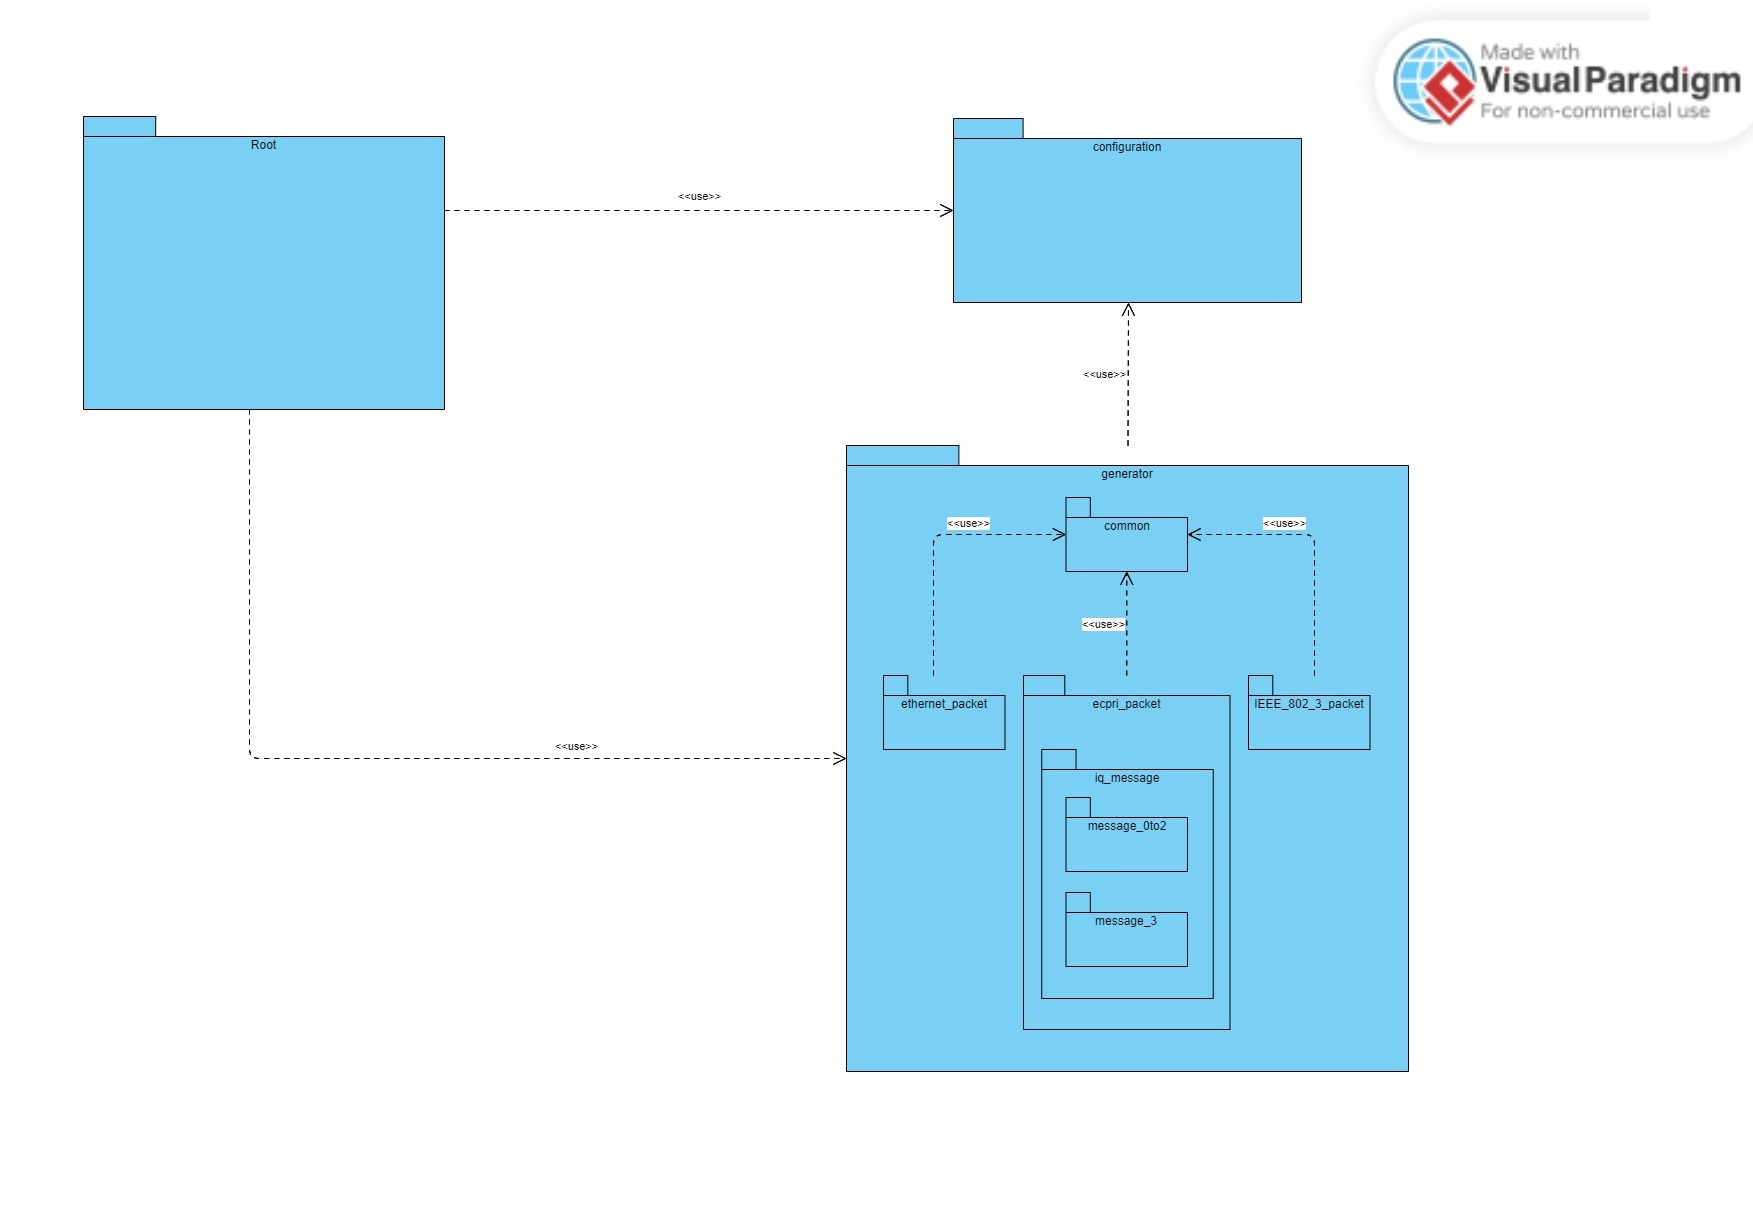 Made with
Visual Paradigm
For non-commercial use
Root
configuration
<<use>>
<<use>>
generator
<<use>>
common
<<use>>
<<use>>
ethernet_packet
ecpri_packet
IEEE_802_3_packet
<<use>>
iq_message
message_0to2
message_3